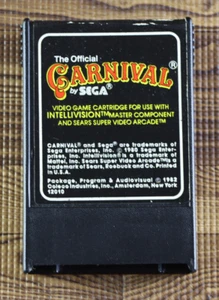 The Official
CARNIVAL®
by SEGA®
VIDEO GAME CARTRIDGE FOR USE WITH
INTELLIVISION™ MASTER COMPONENT
AND SEARS SUPER VIDEO ARCADE™
CARNIVAL® and Sega® are trademarks of
Sega Enterprises, Inc. © 1980 Sega Enter-
prises, Inc. Intellivision® is a trademark of
Mattel, Inc. Sears Super Video Arcade™ is a
trademark of Sears, Roebuck and Co. Printed
in U.S.A.
Package, Program & Audiovisual © 1982
Coleco Industries, Inc., Amsterdam, New York
12010